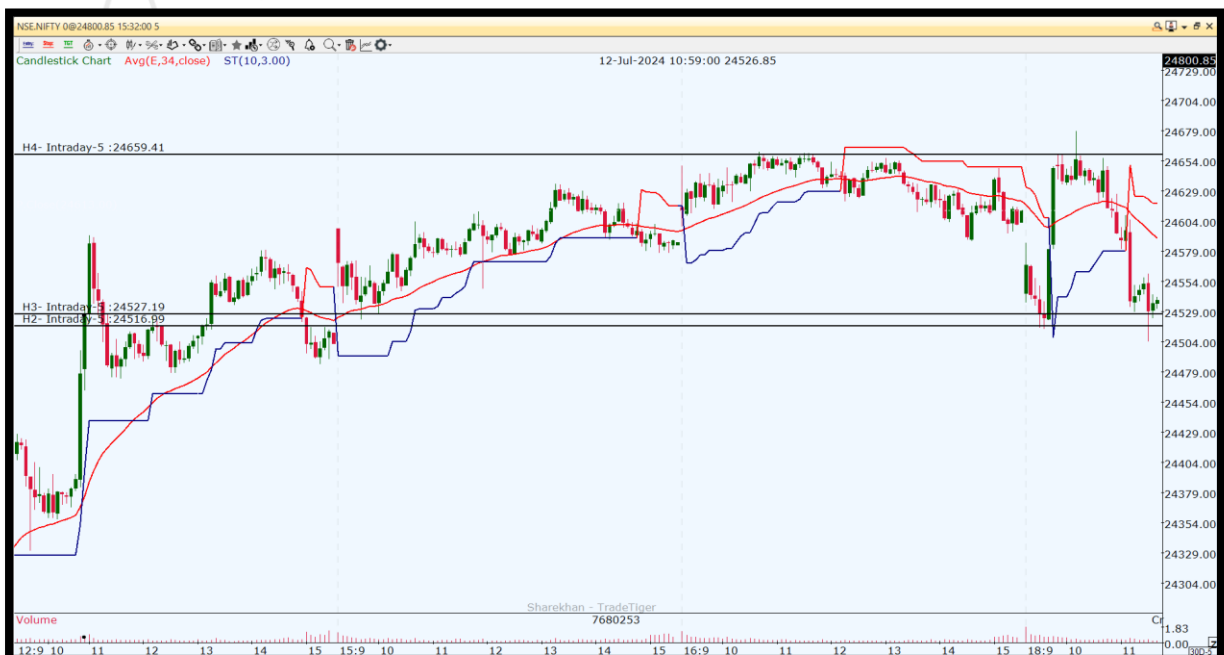 NSE.NIFTY 0@24800.85 15:32:00 5
Candlestick Chart Avg(E,34,close) ST(10,3.00) 12-Jul-2024 10:59:00 24526.85
24800.85
24729.00
24704.00
24679.00
H4- Intraday-5 :24659.41
24654.00
24629.00
24604.00
24579.00
24554.00
H3- Intraday-5 :24527.19
24529.00
H2- Intraday-5 :24516.99
24504.00
24479.00
24454.00
24429.00
24404.00
24379.00
24354.00
24329.00
24304.00
Sharekhan - TradeTiger
Volume 7680253 Cr
1.83
0.00
12:9 10 11 12 13 14 15 15:9 10 11 12 13 14 15 16:9 10 11 12 13 14 15 18:9 10 11
30D-5